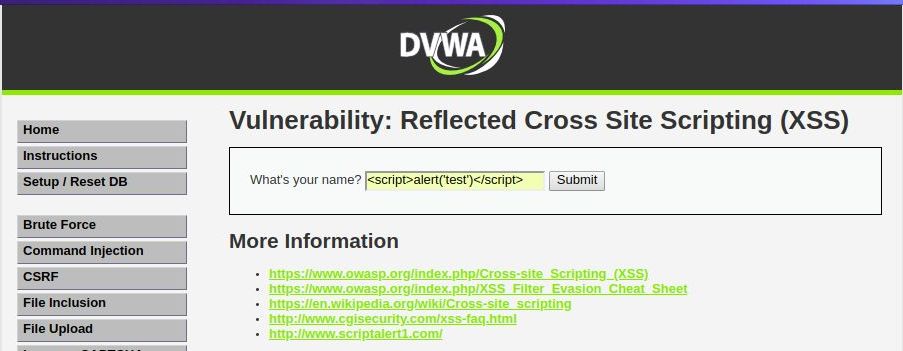 DVWA
Vulnerability: Reflected Cross Site Scripting (XSS)
Home
Instructions
Setup / Reset DB
Brute Force
Command Injection
CSRF
File Inclusion
File Upload
What's your name? <script>alert('test')</script> Submit
More Information
https://www.owasp.org/index.php/Cross-site_Scripting_(XSS)
https://www.owasp.org/index.php/XSS_Filter_Evasion_Cheat_Sheet
https://en.wikipedia.org/wiki/Cross-site_scripting
http://www.cgisecurity.com/xss-faq.html
http://www.scriptalert1.com/